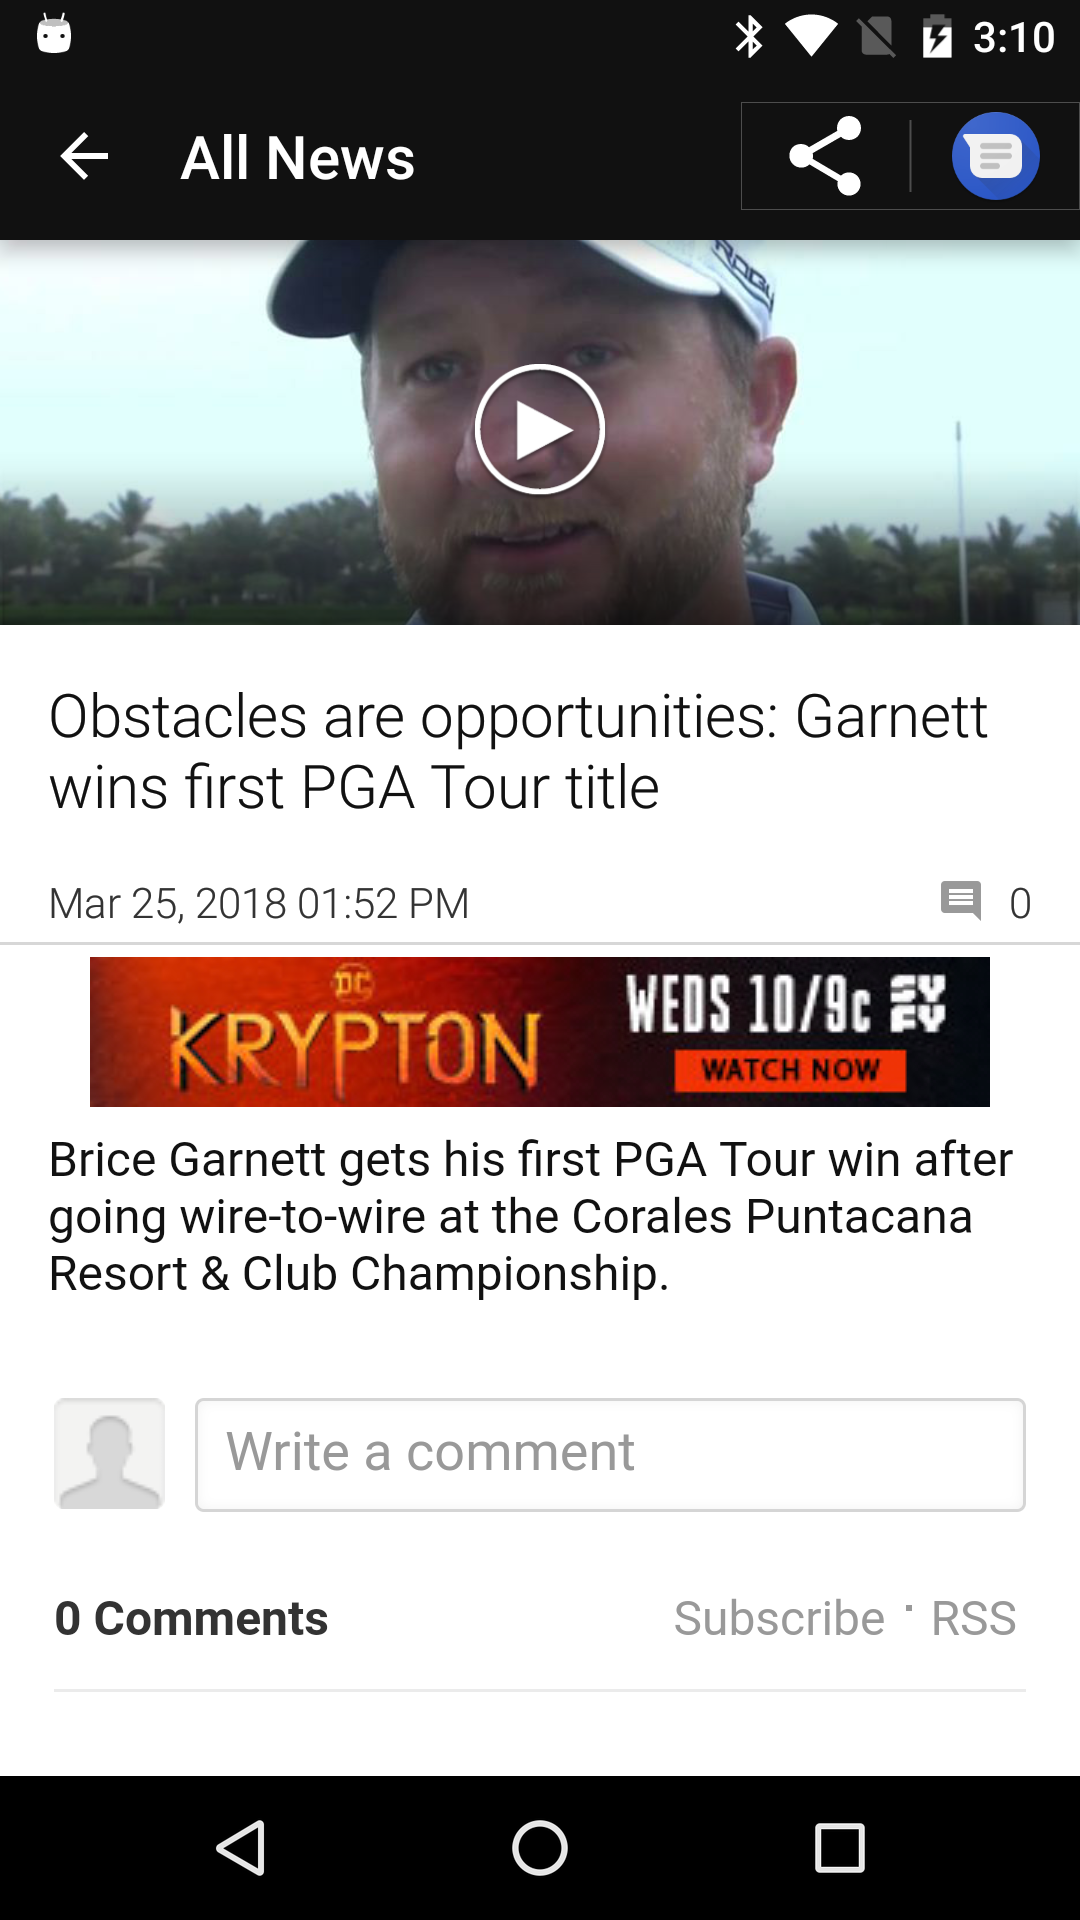 3:10
All News
Obstacles are opportunities: Garnett
wins first PGA Tour title
Mar 25, 2018 01:52 PM
0
DC
KRYPTON
WEDS 10/9c SYFY
WATCH NOW
Brice Garnett gets his first PGA Tour win after
going wire-to-wire at the Corales Puntacana
Resort & Club Championship.
Write a comment
0 Comments
Subscribe · RSS